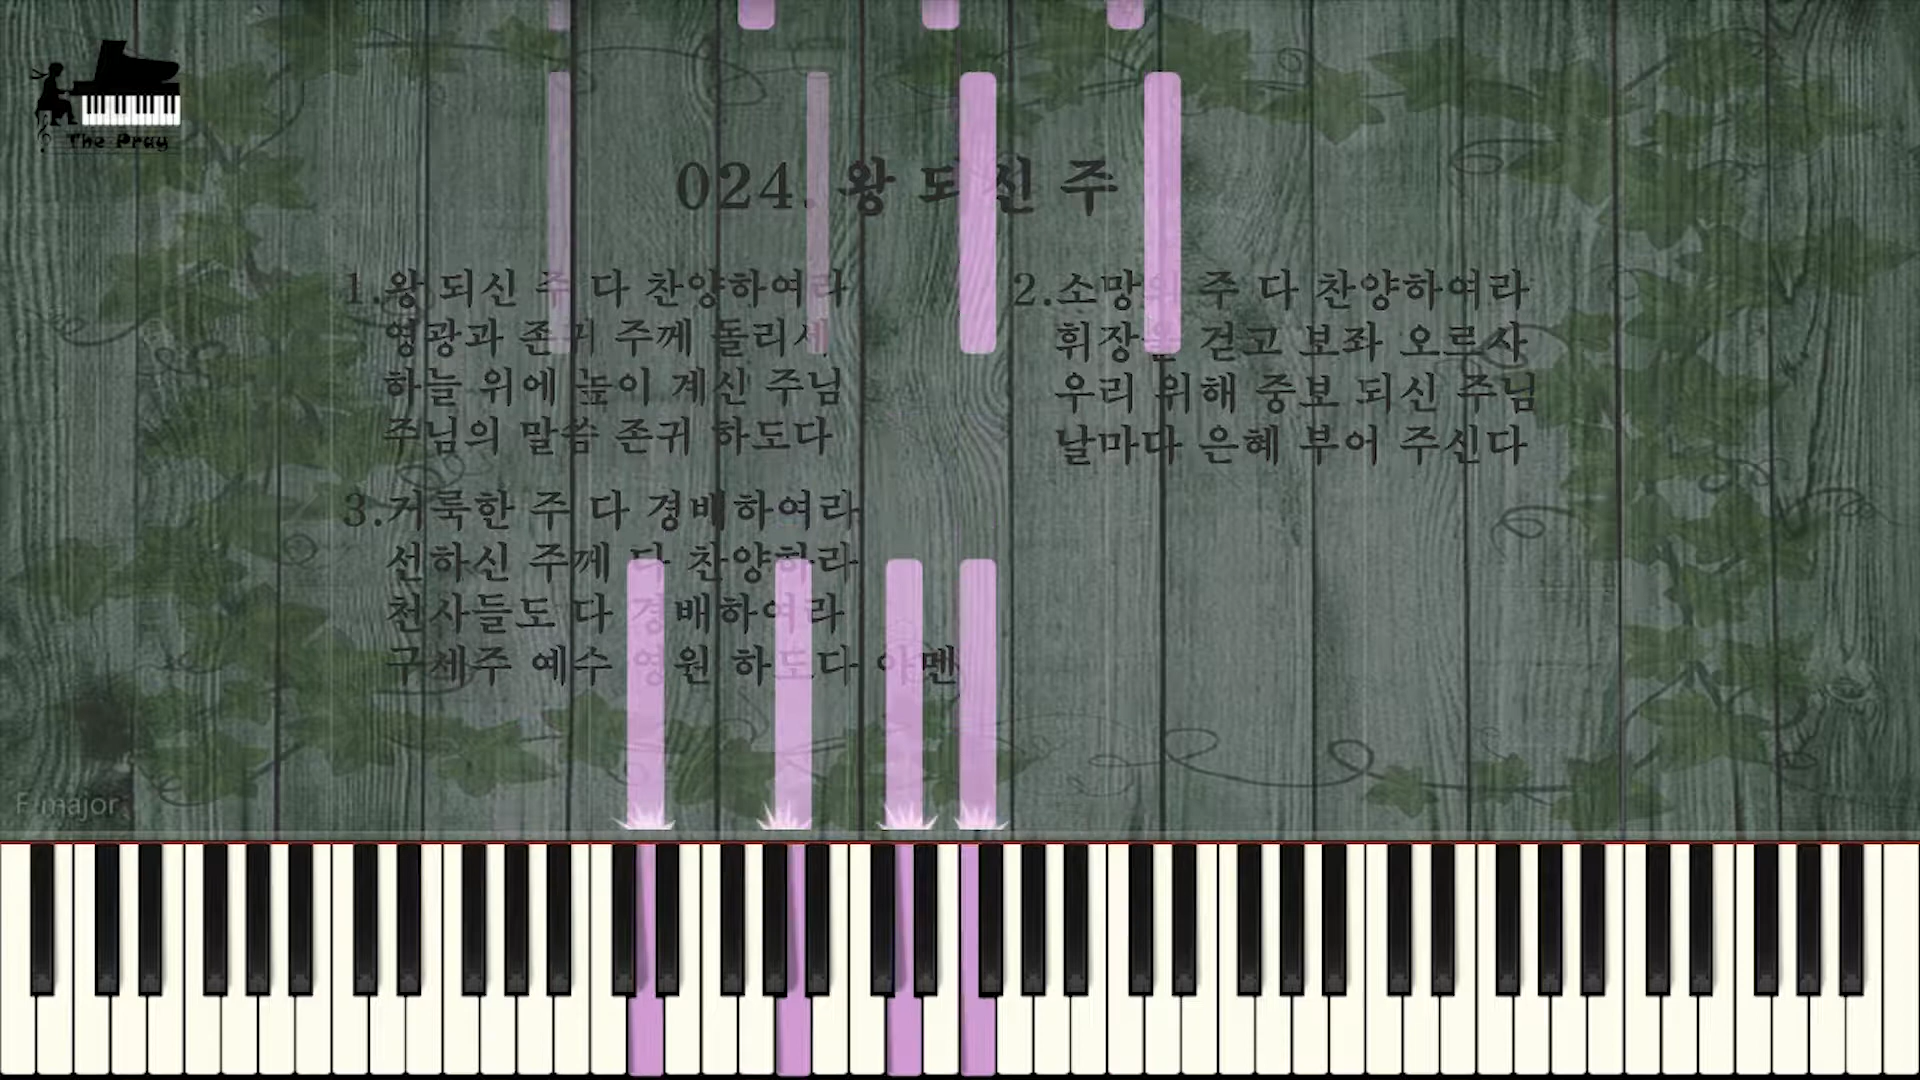 The Pray
024. 왕 되신 주
1.왕 되신 주 다 찬양하여라
영광과 존귀 주께 돌리세
하늘 위에 높이 계신 주님
주님의 말씀 존귀 하도다
2.소망의 주 다 찬양하여라
휘장을 걷고 보좌 오르사
우리 위해 중보 되신 주님
날마다 은혜 부어 주신다
3.거룩한 주 다 경배하여라
선하신 주께 다 찬양하라
천사들도 다 경배하여라
구세주 예수 영원 하도다 아멘
F major